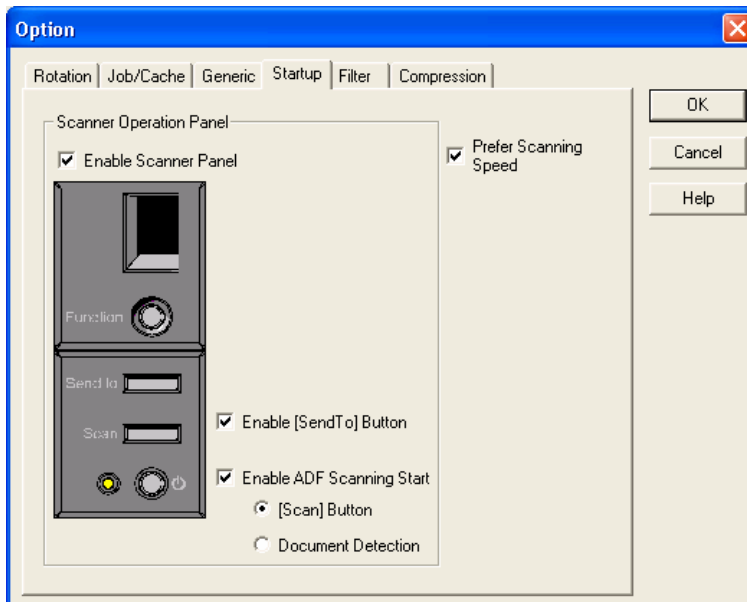 Option
Rotation Job/Cache Generic Startup Filter Compression
OK
Cancel
Help
Scanner Operation Panel
Enable Scanner Panel
Prefer Scanning
Speed
Function
Send to
Scan
Enable [SendTo] Button
Enable ADF Scanning Start
[Scan] Button
Document Detection